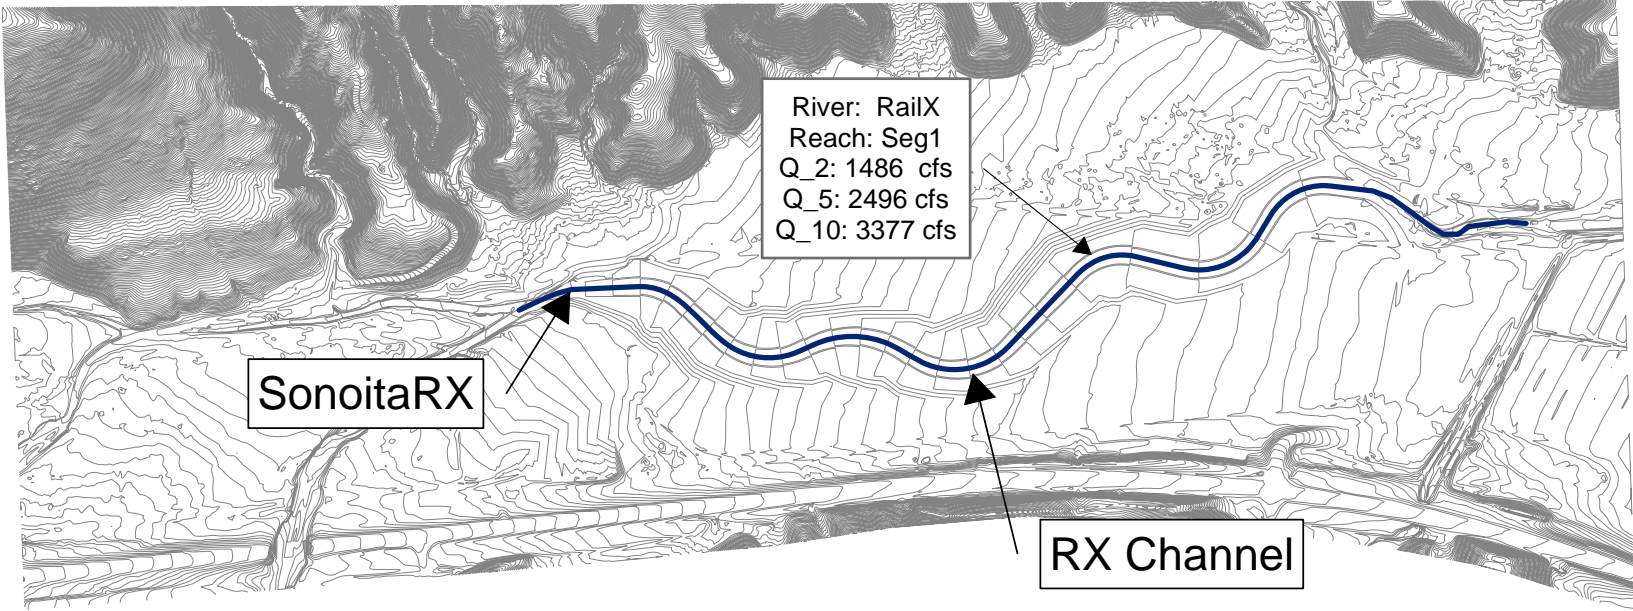 River: RailX
Reach: Seg1
Q_2: 1486 cfs
Q_5: 2496 cfs
Q_10: 3377 cfs
SonoitaRX
RX Channel